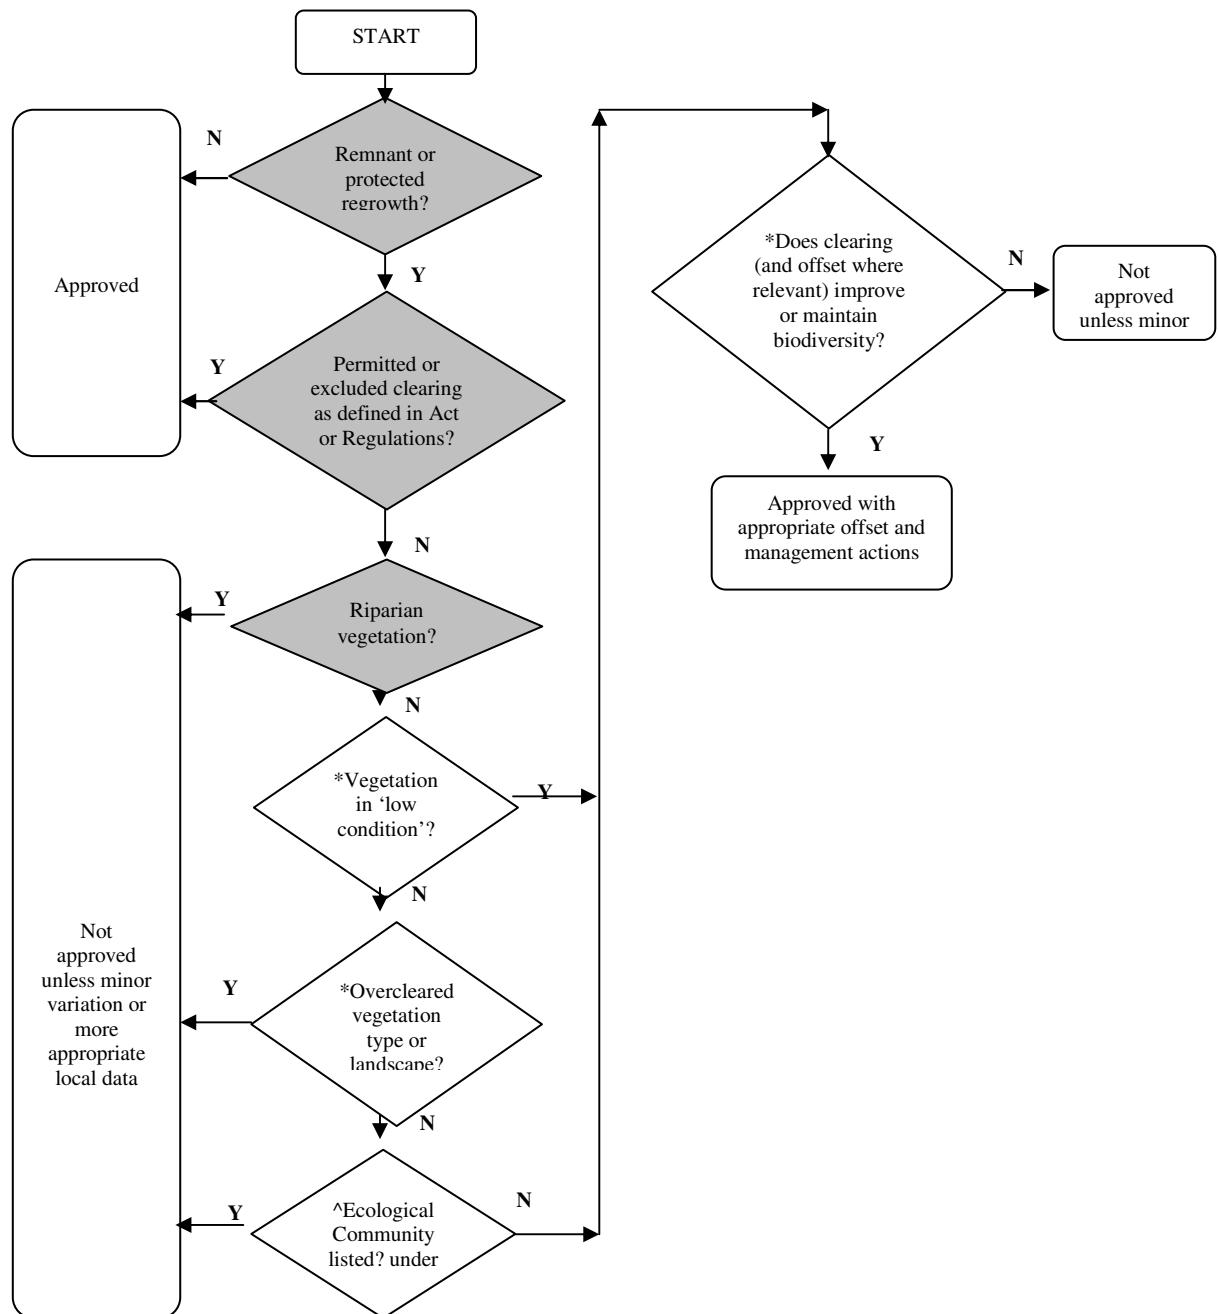 START
N
Remnant or
protected
regrowth?
Approved
Y
Y
Permitted or
excluded clearing
as defined in Act
or Regulations?
N
Y
Riparian
vegetation?
N
*Vegetation
in ‘low
condition’?
Y
N
Not
approved
unless minor
variation or
more
appropriate
local data
Y
*Overcleared
vegetation
type or
landscape?
N
Y
^Ecological
Community
listed? under
N
*Does clearing
(and offset where
relevant) improve
or maintain
biodiversity?
N
Not
approved
unless minor
Y
Approved with
appropriate offset and
management actions